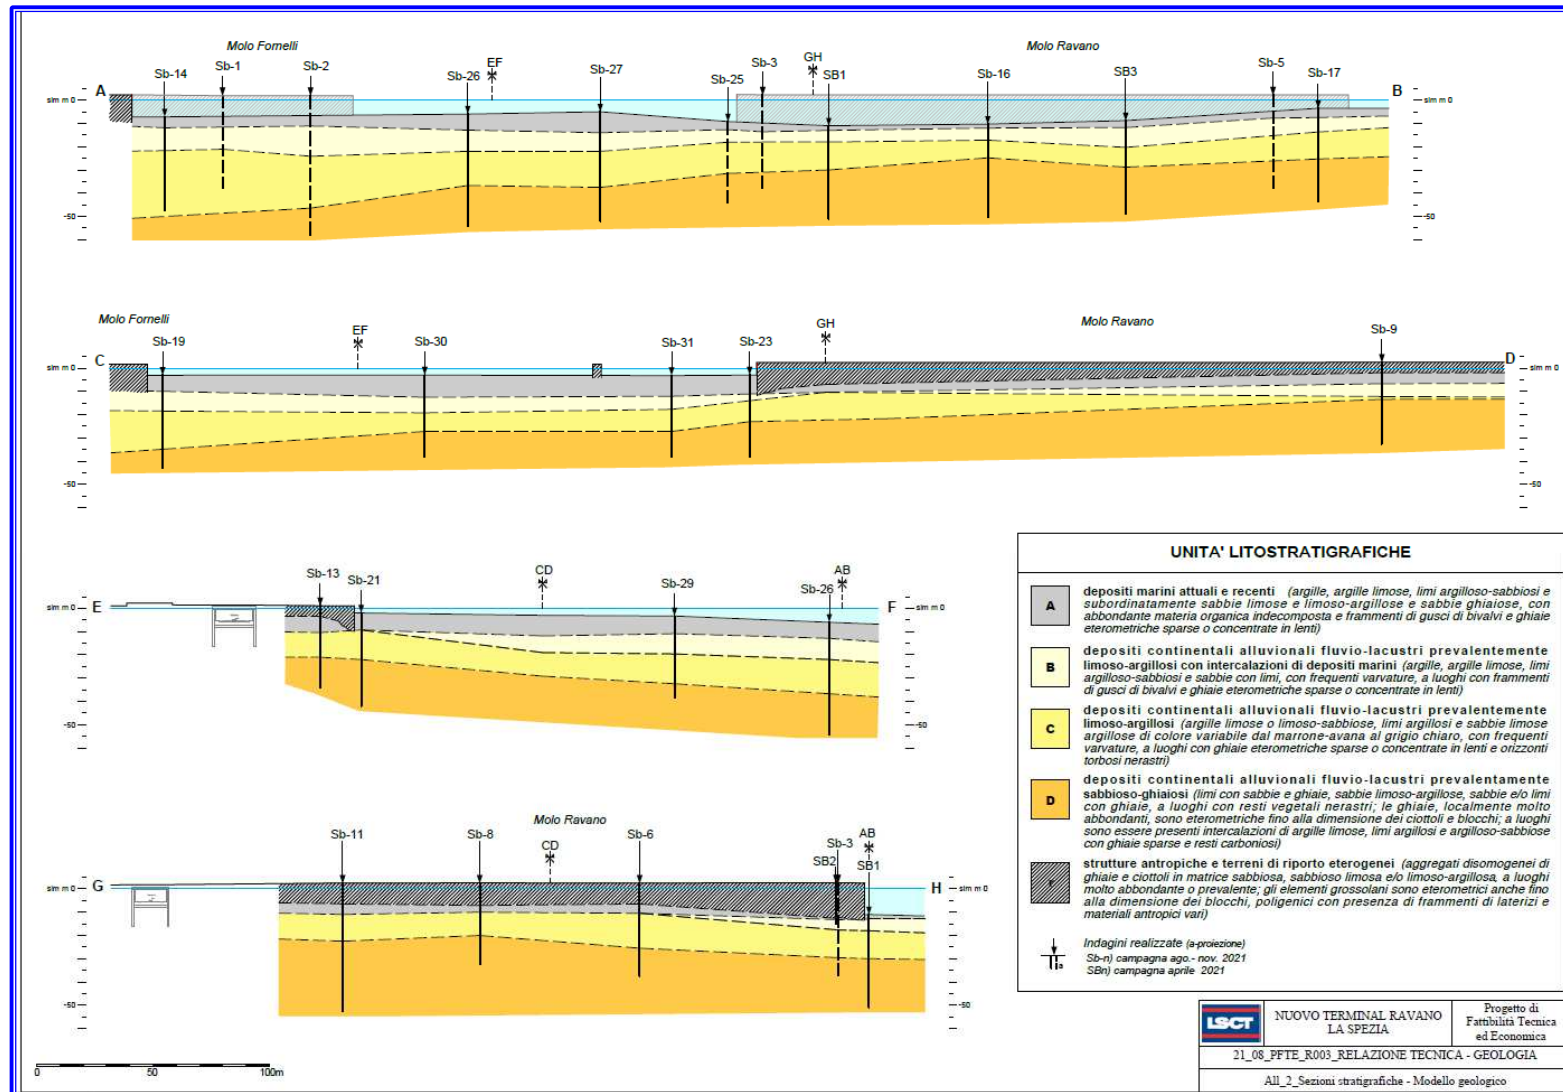 Molo Fornelli
Molo Ravano
Sb-14
Sb-1
Sb-2
Sb-26
EF
Sb-27
Sb-25
Sb-3
GH
SB1
Sb-16
SB3
Sb-5
Sb-17
A
B
slm m 0
slm m 0
-50
-50
Molo Fornelli
Molo Ravano
C
Sb-19
EF
Sb-30
Sb-31
Sb-23
GH
Sb-9
D
slm m 0
slm m 0
-50
-50
E
Sb-13
Sb-21
CD
Sb-29
Sb-26
AB
F
slm m 0
slm m 0
-50
-50
Molo Ravano
G
Sb-11
Sb-8
CD
Sb-6
Sb-3
SB2
AB
SB1
H
slm m 0
slm m 0
-50
-50
0 50 100m
UNITA' LITOSTRATIGRAFICHE
A
depositi marini attuali e recenti (argille, argille limose, limi argilloso-sabbiosi e
subordinatamente sabbie limose e limoso-argillose e sabbie ghiaiose, con
abbondante materia organica indecomposta e frammenti di gusci di bivalvi e ghiaie
eterometriche sparse o concentrate in lenti)
B
depositi continentali alluvionali fluvio-lacustri prevalentemente
limoso-argillosi con intercalazioni di depositi marini (argille, argille limose, limi
argilloso-sabbiosi e sabbie con limi, con frequenti varvature, a luoghi con frammenti
di gusci di bivalvi e ghiaie eterometriche sparse o concentrate in lenti)
C
depositi continentali alluvionali fluvio-lacustri prevalentemente
limoso-argillosi (argille limose o limoso-sabbiose, limi argillosi e sabbie limose
argillose di colore variabile dal marrone-avana al grigio chiaro, con frequenti
varvature, a luoghi con ghiaie eterometriche sparse o concentrate in lenti e orizzonti
torbosi nerastri)
D
depositi continentali alluvionali fluvio-lacustri prevalentamente
sabbioso-ghiaiosi (limi con sabbie e ghiaie, sabbie limoso-argillose, sabbie e/o limi
con ghiaie, a luoghi con resti vegetali nerastri; le ghiaie, localmente molto
abbondanti, sono eterometriche fino alla dimensione dei ciottoli e blocchi; a luoghi
sono essere presenti intercalazioni di argille limose, limi argillosi e argilloso-sabbiose
con ghiaie sparse e resti carboniosi)
r
strutture antropiche e terreni di riporto eterogenei (aggregati disomogenei di
ghiaie e ciottoli in matrice sabbiosa, sabbioso limosa e/o limoso-argillosa, a luoghi
molto abbondante o prevalente; gli elementi grossolani sono eterometrici anche fino
alla dimensione dei blocchi, poligenici con presenza di frammenti di laterizi e
materiali antropici vari)
a
Indagini realizzate (a-proiezione)
Sb-n) campagna ago.- nov. 2021
SBn) campagna aprile 2021
LSCT
NUOVO TERMINAL RAVANO
LA SPEZIA
Progetto di
Fattibilità Tecnica
ed Economica
21_08_PFTE_R003_RELAZIONE TECNICA - GEOLOGIA
All_2_Sezioni stratigrafiche - Modello geologico